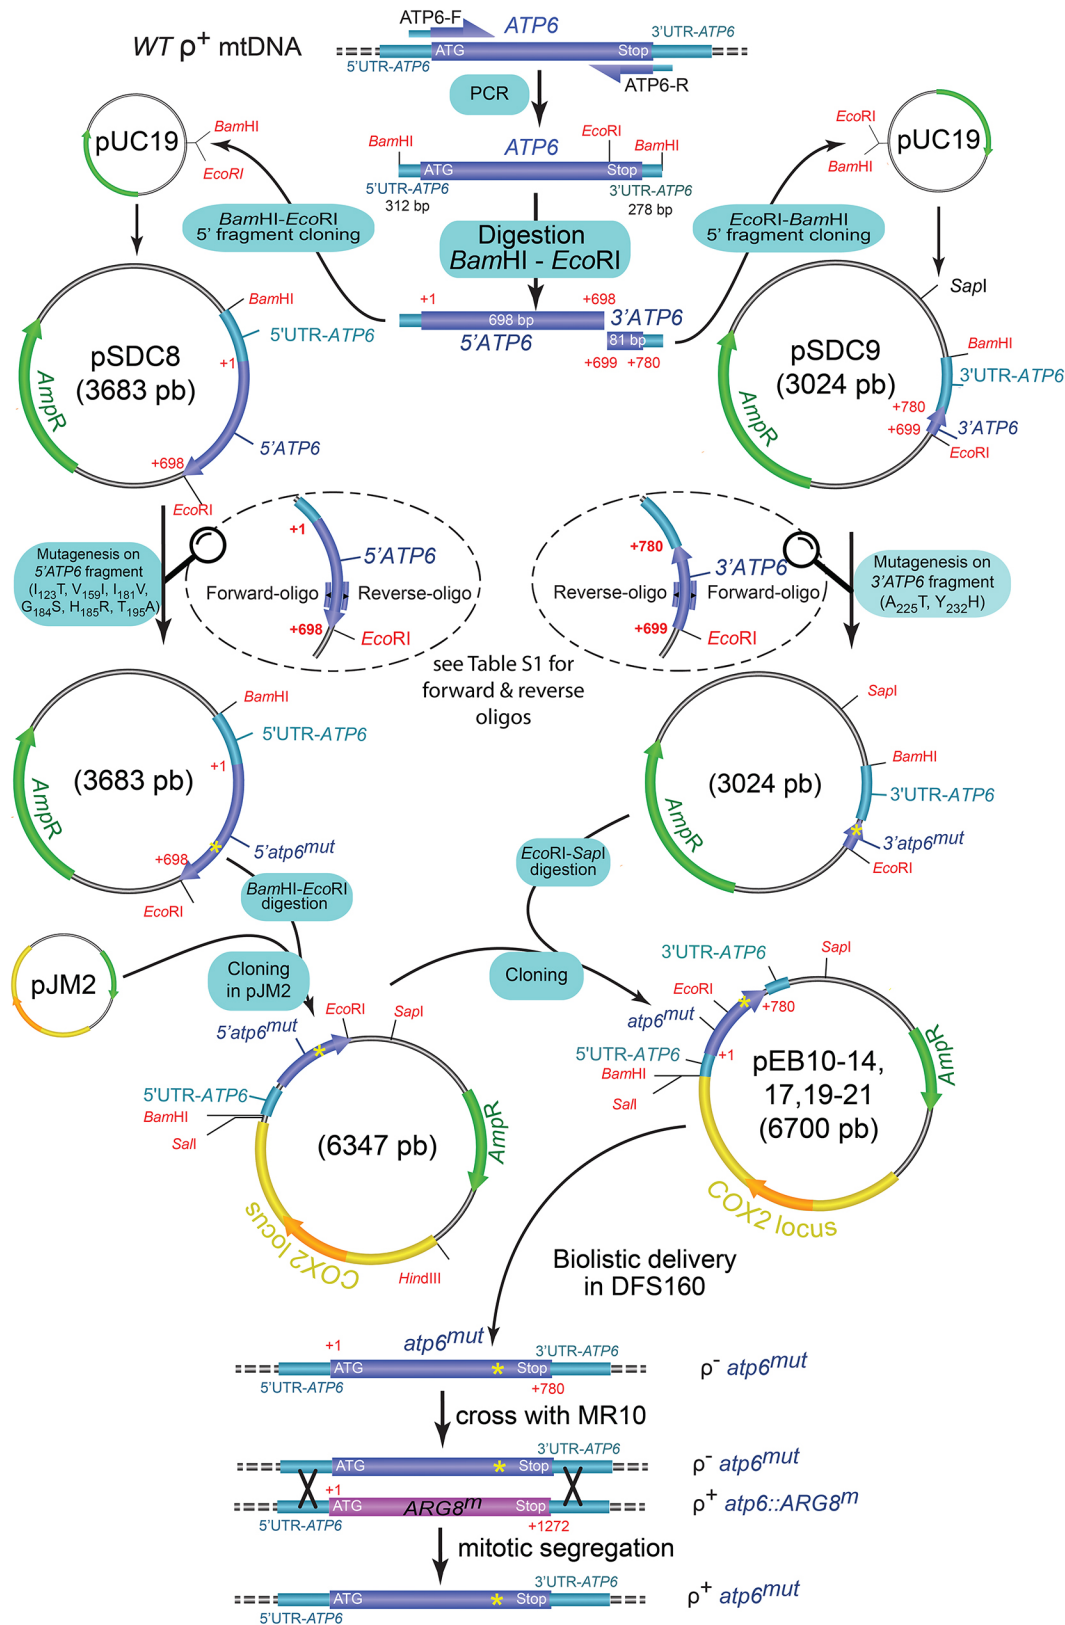 ATP6-F
ATP6
3'UTR-ATP6
WT ρ+ mtDNA
ATG
Stop
5'UTR-ATP6
ATP6-R
PCR
pUC19
BamHI
EcoRI
BamHI
EcoRI
BamHI
ATP6
ATG
Stop
5'UTR-ATP6
312 bp
3'UTR-ATP6
278 bp
EcoRI
BamHI
pUC19
BamHI-EcoRI
5' fragment cloning
Digestion
BamHI - EcoRI
EcoRI-BamHI
5' fragment cloning
+1
+698
698 bp
3'ATP6
5'ATP6
81 bp
+699
+780
BamHI
5'UTR-ATP6
+1
pSDC8
(3683 pb)
AmpR
5'ATP6
+698
EcoRI
SapI
BamHI
3'UTR-ATP6
pSDC9
(3024 pb)
AmpR
+780
+699
3'ATP6
EcoRI
Mutagenesis on
5'ATP6 fragment
(I123T, V159I, I181V,
G184S, H185R, T195A)
+1
5'ATP6
Forward-oligo
Reverse-oligo
+698
EcoRI
+780
3'ATP6
Reverse-oligo
Forward-oligo
+699
EcoRI
Mutagenesis on
3'ATP6 fragment
(A225T, Y232H)
see Table S1 for
forward & reverse
oligos
BamHI
5'UTR-ATP6
+1
(3683 pb)
AmpR
5'atp6mut
+698
EcoRI
SapI
BamHI
(3024 pb)
3'UTR-ATP6
AmpR
3'atp6mut
EcoRI
BamHI-EcoRI
digestion
EcoRI-SapI
digestion
pJM2
Cloning
in pJM2
Cloning
5'atp6mut
EcoRI
SapI
5'UTR-ATP6
BamHI
SalI
(6347 pb)
AmpR
COX2 locus
HindIII
3'UTR-ATP6
SapI
EcoRI
+780
atp6mut
5'UTR-ATP6
+1
BamHI
SalI
pEB10-14,
17,19-21
(6700 pb)
AmpR
COX2 locus
Biolistic delivery
in DFS160
+1
atp6mut
3'UTR-ATP6
ATG
*
Stop
5'UTR-ATP6
+780
ρ- atp6mut
cross with MR10
3'UTR-ATP6
ATG
*
Stop
ρ- atp6mut
+1
ATG
ARG8m
Stop
ρ+ atp6::ARG8m
5'UTR-ATP6
+1272
mitotic segregation
3'UTR-ATP6
ATG
*
Stop
ρ+ atp6mut
5'UTR-ATP6